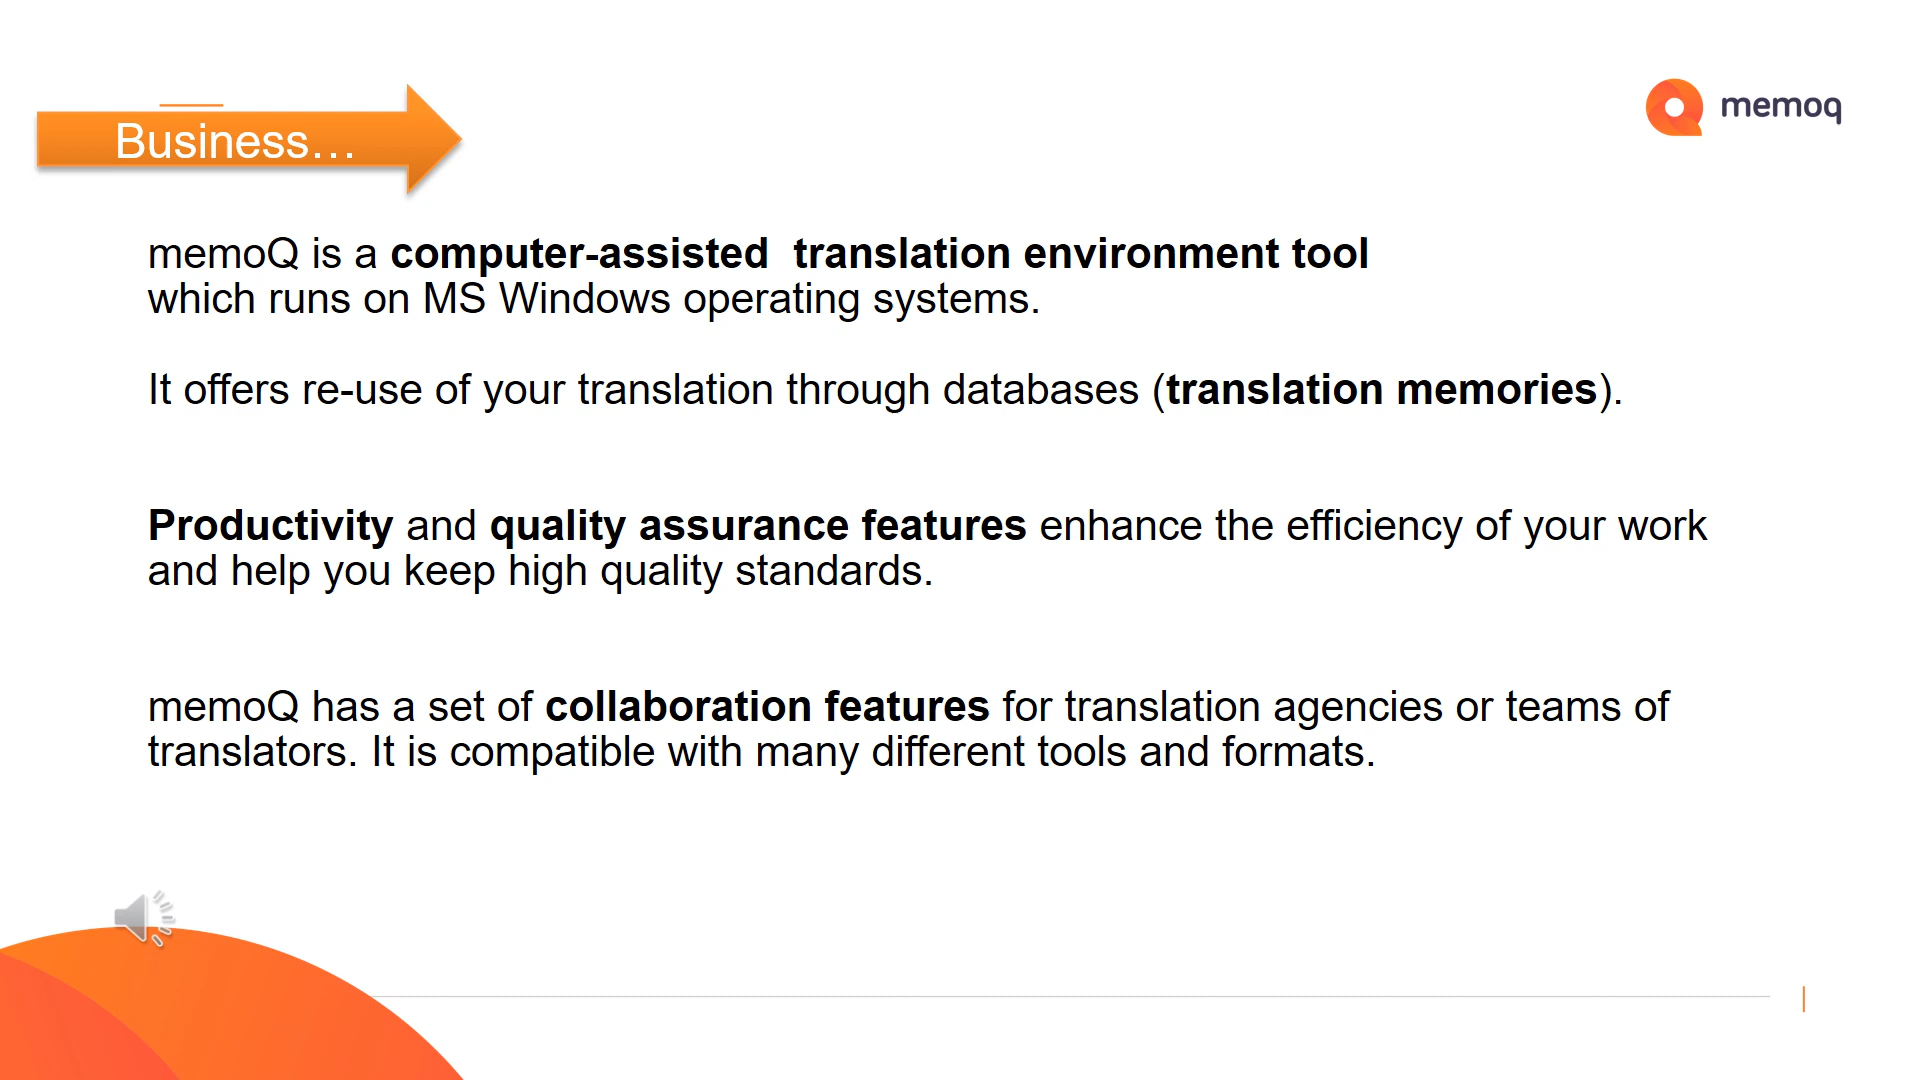 Business…
memoq
memoQ is a computer-assisted  translation environment tool
which runs on MS Windows operating systems.
It offers re-use of your translation through databases (translation memories).
Productivity and quality assurance features enhance the efficiency of your work
and help you keep high quality standards.
memoQ has a set of collaboration features for translation agencies or teams of
translators. It is compatible with many different tools and formats.